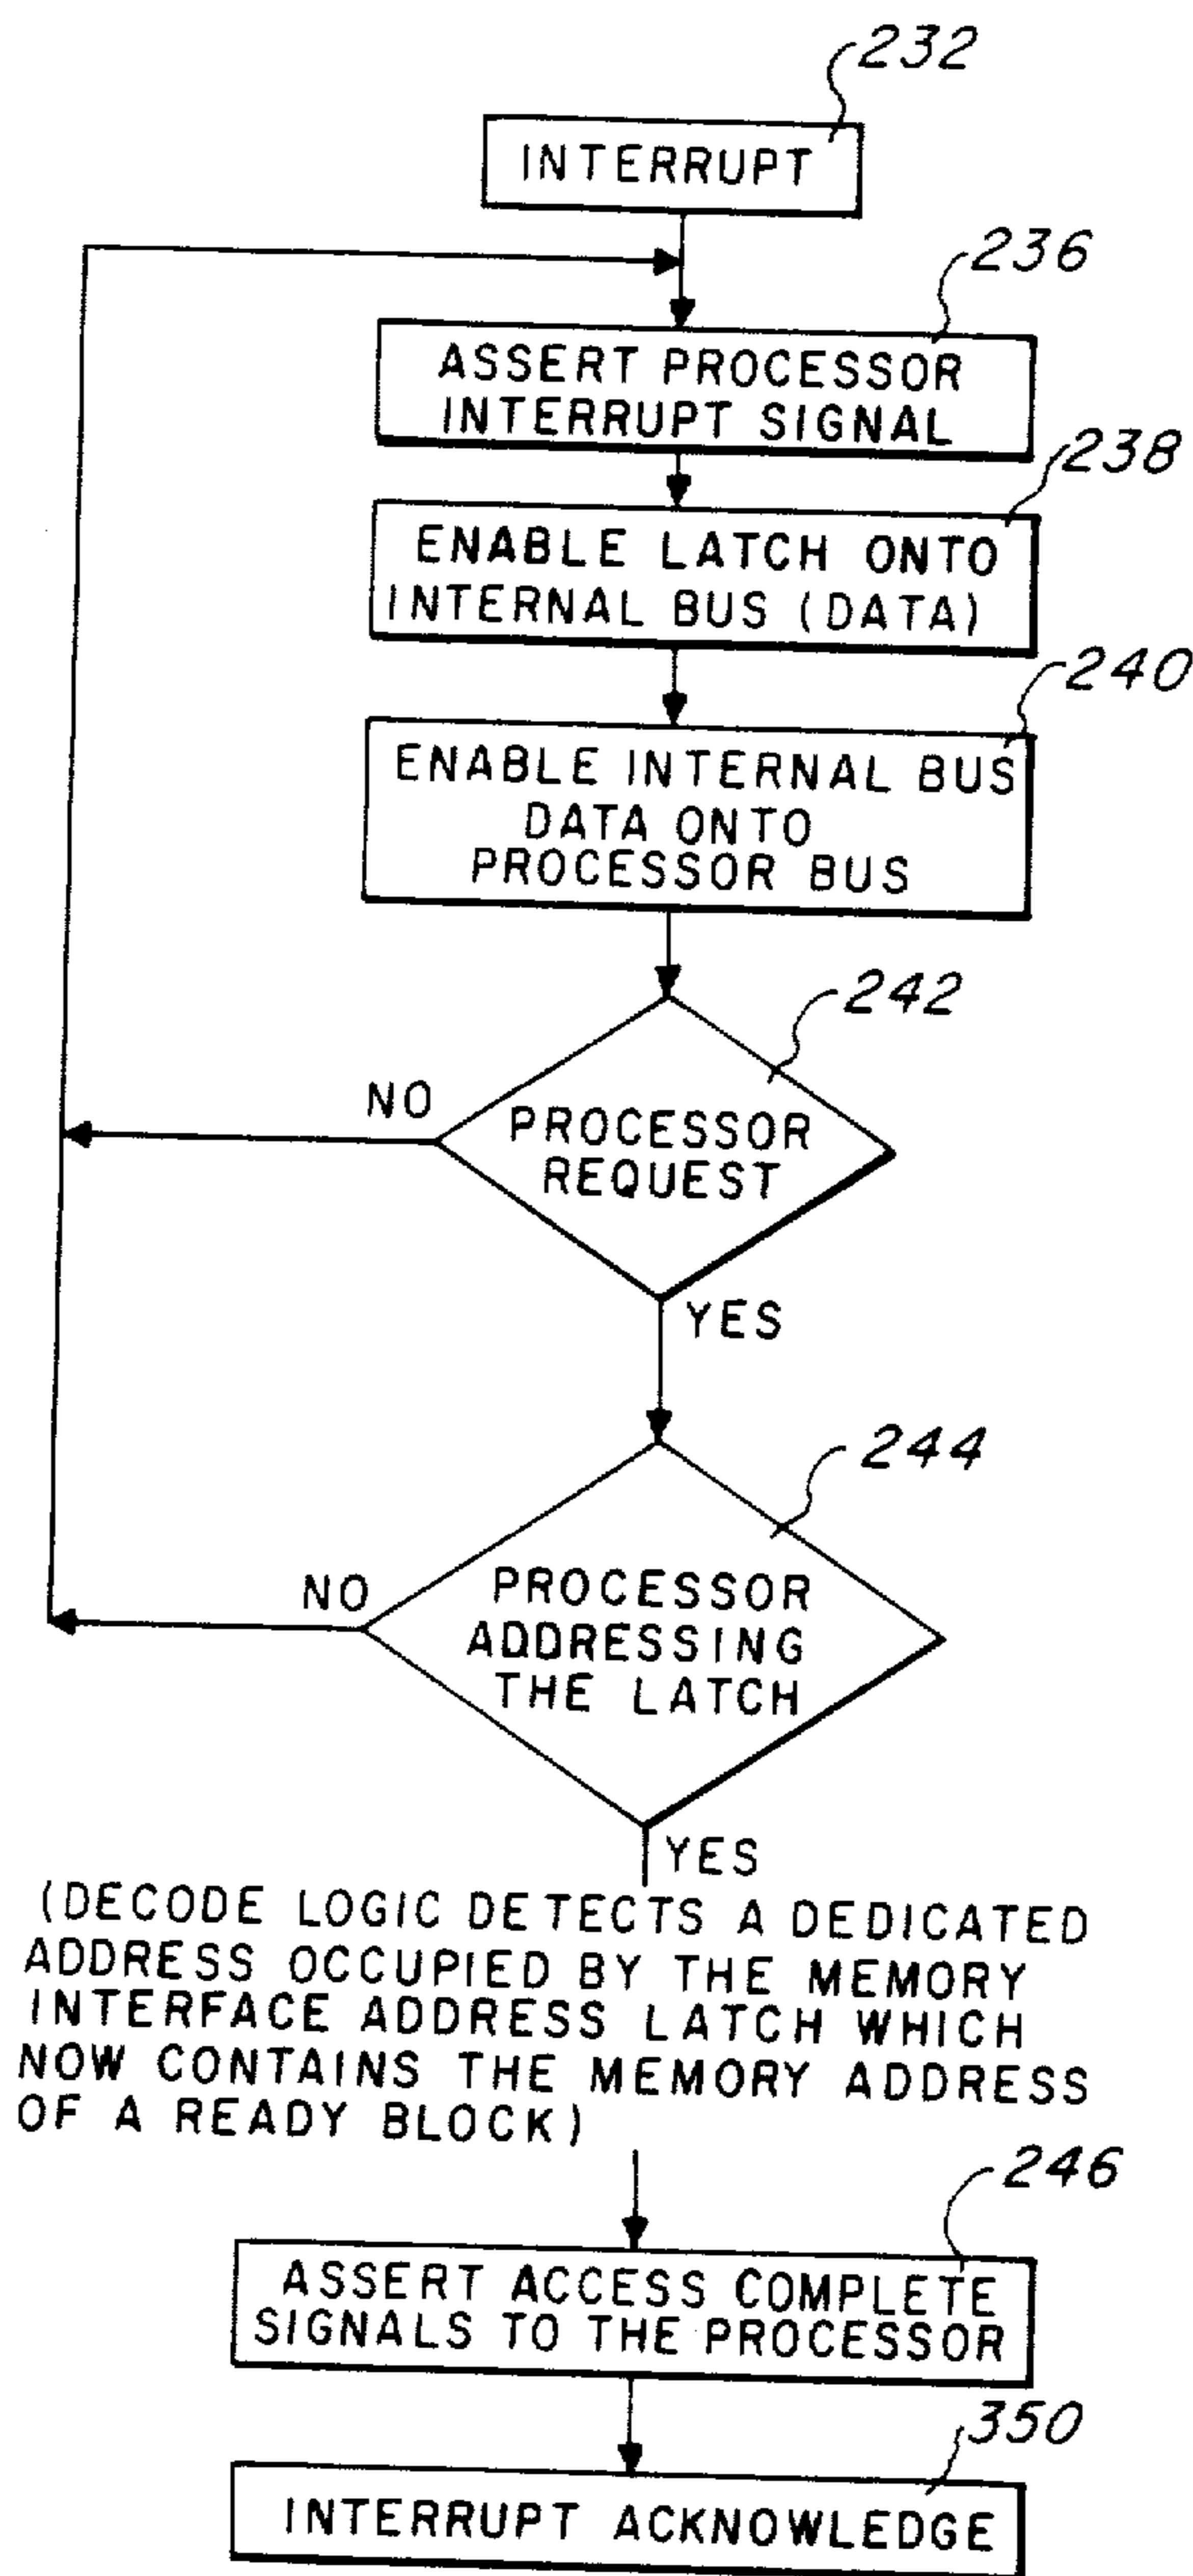 232
INTERRUPT
236
ASSERT PROCESSOR
INTERRUPT SIGNAL
238
ENABLE LATCH ONTO
INTERNAL BUS (DATA)
240
ENABLE INTERNAL BUS
DATA ONTO
PROCESSOR BUS
242
NO
PROCESSOR
REQUEST
YES
244
NO
PROCESSOR
ADDRESSING
THE LATCH
YES
(DECODE LOGIC DETECTS A DEDICATED
ADDRESS OCCUPIED BY THE MEMORY
INTERFACE ADDRESS LATCH WHICH
NOW CONTAINS THE MEMORY ADDRESS
OF A READY BLOCK)
246
ASSERT ACCESS COMPLETE
SIGNALS TO THE PROCESSOR
350
INTERRUPT ACKNOWLEDGE